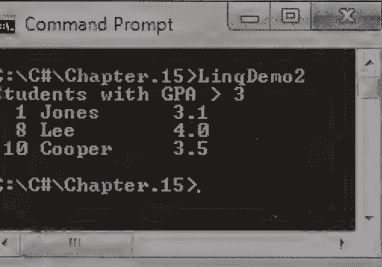 Command Prompt
C:\C#\Chapter.15>LinqDemo2
Students with GPA > 3
1 Jones 3.1
8 Lee 4.0
10 Cooper 3.5
C:\C#\Chapter.15>